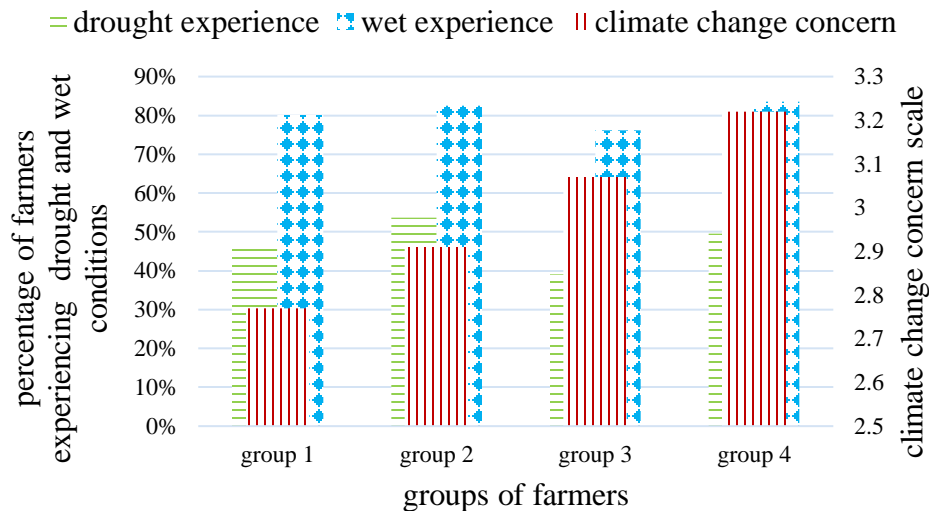 drought experience wet experience climate change concern
percentage of farmers
experiencing drought and wet
conditions
90%
80%
70%
60%
50%
40%
30%
20%
10%
0%
3.3
3.2
3.1
3
2.9
2.8
2.7
2.6
2.5
climate change concern scale
group 1 group 2 group 3 group 4
groups of farmers